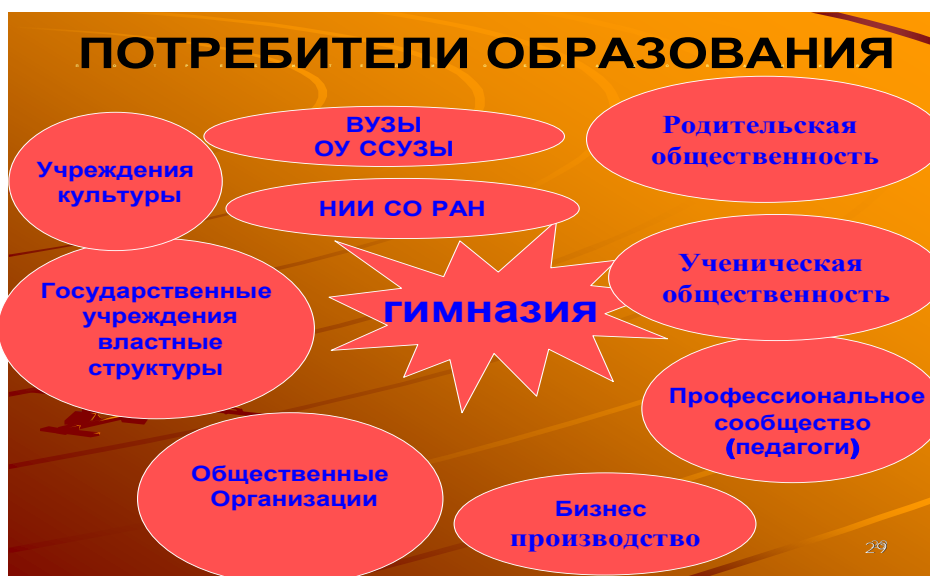 ПОТРЕБИТЕЛИ ОБРАЗОВАНИЯ
ВУЗЫ
ОУ ССУЗЫ
Родительская
общественность
Учреждения
культуры
НИИ СО РАН
Ученическая
общественность
гимназия
Государственные
учреждения
властные
структуры
Профессиональное
сообщество
(педагоги)
Общественные
Организации
Бизнес
производство
29